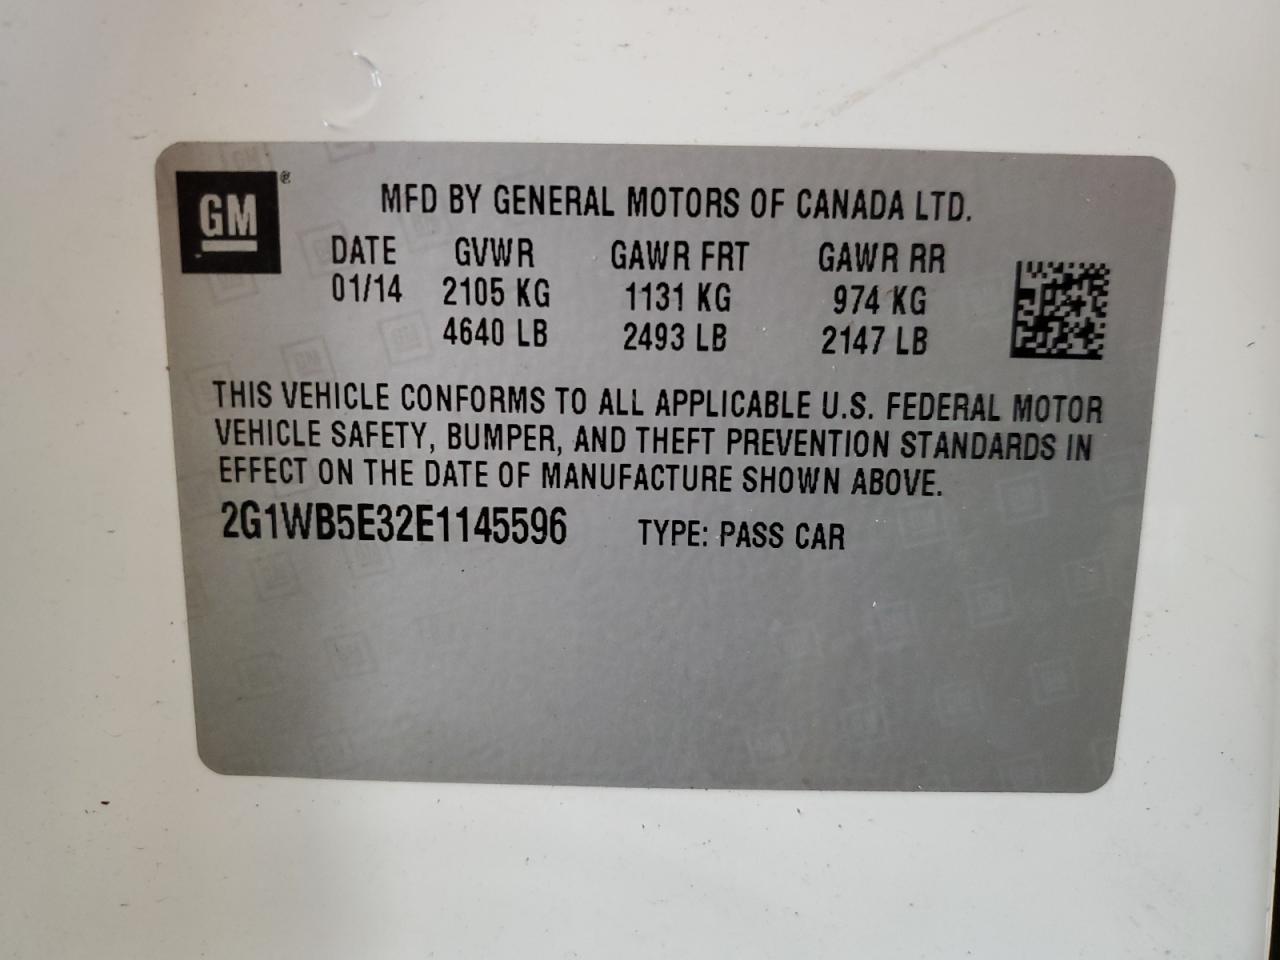 GM ®
MFD BY GENERAL MOTORS OF CANADA LTD.
DATE GVWR GAWR FRT GAWR RR
01/14 2105 KG 1131 KG 974 KG
4640 LB 2493 LB 2147 LB
THIS VEHICLE CONFORMS TO ALL APPLICABLE U.S. FEDERAL MOTOR
VEHICLE SAFETY, BUMPER, AND THEFT PREVENTION STANDARDS IN
EFFECT ON THE DATE OF MANUFACTURE SHOWN ABOVE.
2G1WB5E32E1145596 TYPE: PASS CAR